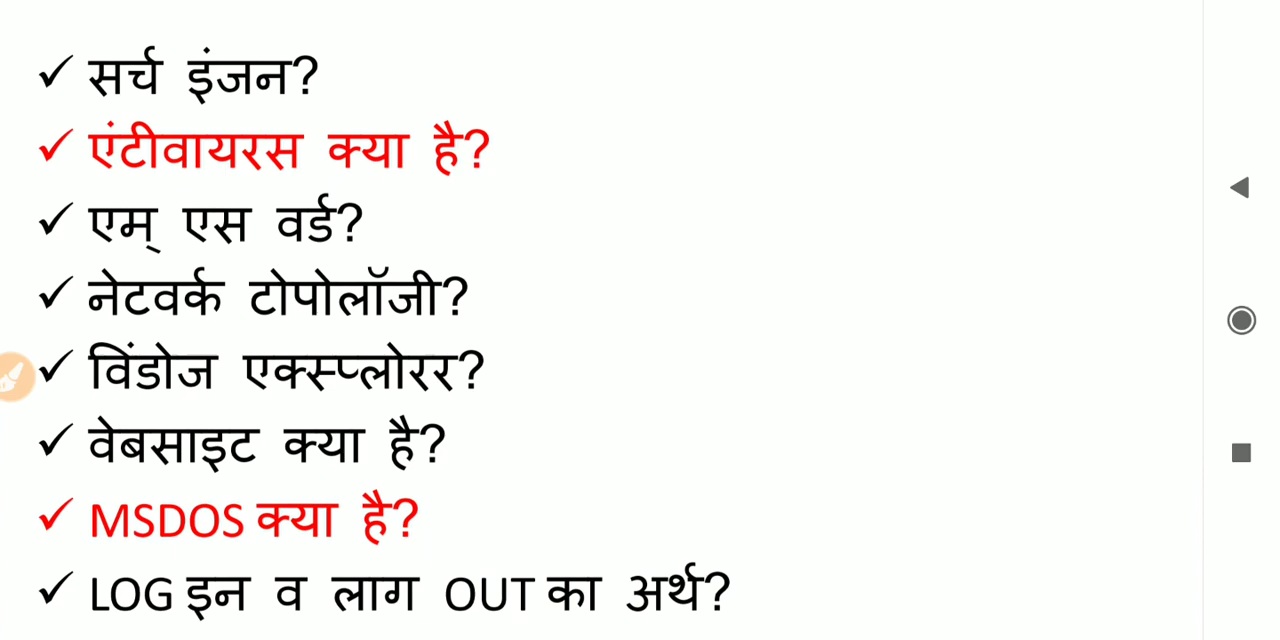 ✓ सर्च इंजन?
✓ एंटीवायरस क्या है?
✓ एम् एस वर्ड?
✓ नेटवर्क टोपोलॉजी?
✓ विंडोज एक्स्प्लोरर?
✓ वेबसाइट क्या है?
✓ MSDOS क्या है?
✓ LOG इन व लाग OUT का अर्थ?